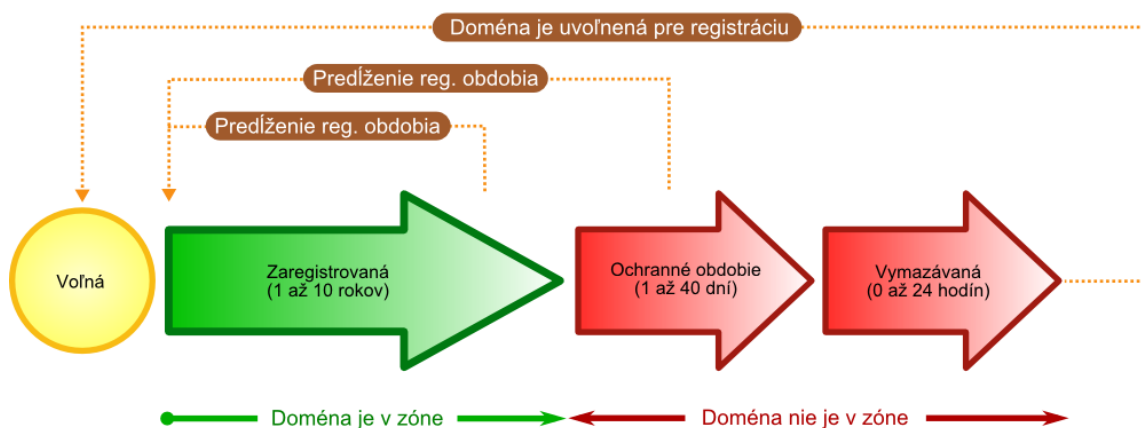 Doména je uvoľnená pre registráciu
Predĺženie reg. obdobia
Predĺženie reg. obdobia
Voľná
Zaregistrovaná
(1 až 10 rokov)
Ochranné obdobie
(1 až 40 dní)
Vymazávaná
(0 až 24 hodín)
Doména je v zóne
Doména nie je v zóne